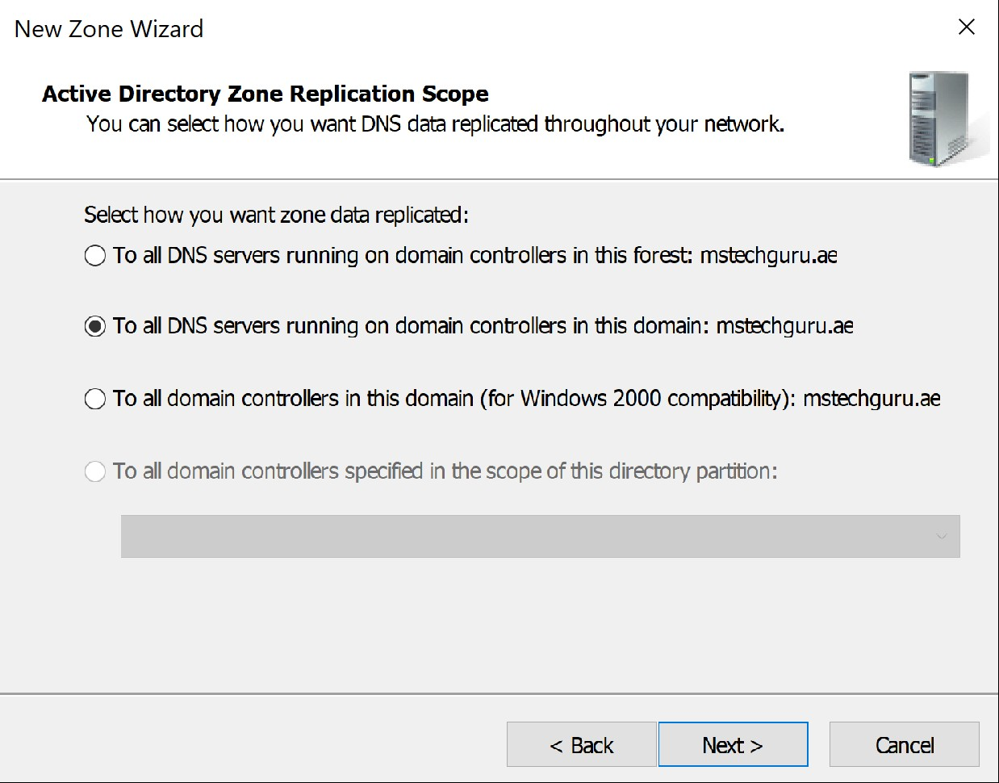 New Zone Wizard
Active Directory Zone Replication Scope
You can select how you want DNS data replicated throughout your network.
Select how you want zone data replicated:
To all DNS servers running on domain controllers in this forest: mstechguru.ae
To all DNS servers running on domain controllers in this domain: mstechguru.ae
To all domain controllers in this domain (for Windows 2000 compatibility): mstechguru.ae
To all domain controllers specified in the scope of this directory partition:
< Back Next > Cancel